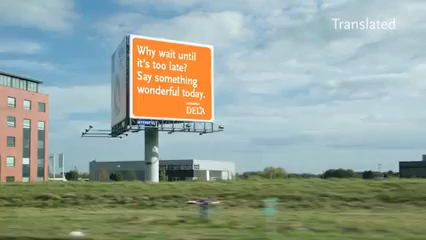 Translated
Why wait until
it's too late?
Say something
wonderful today.
DELA